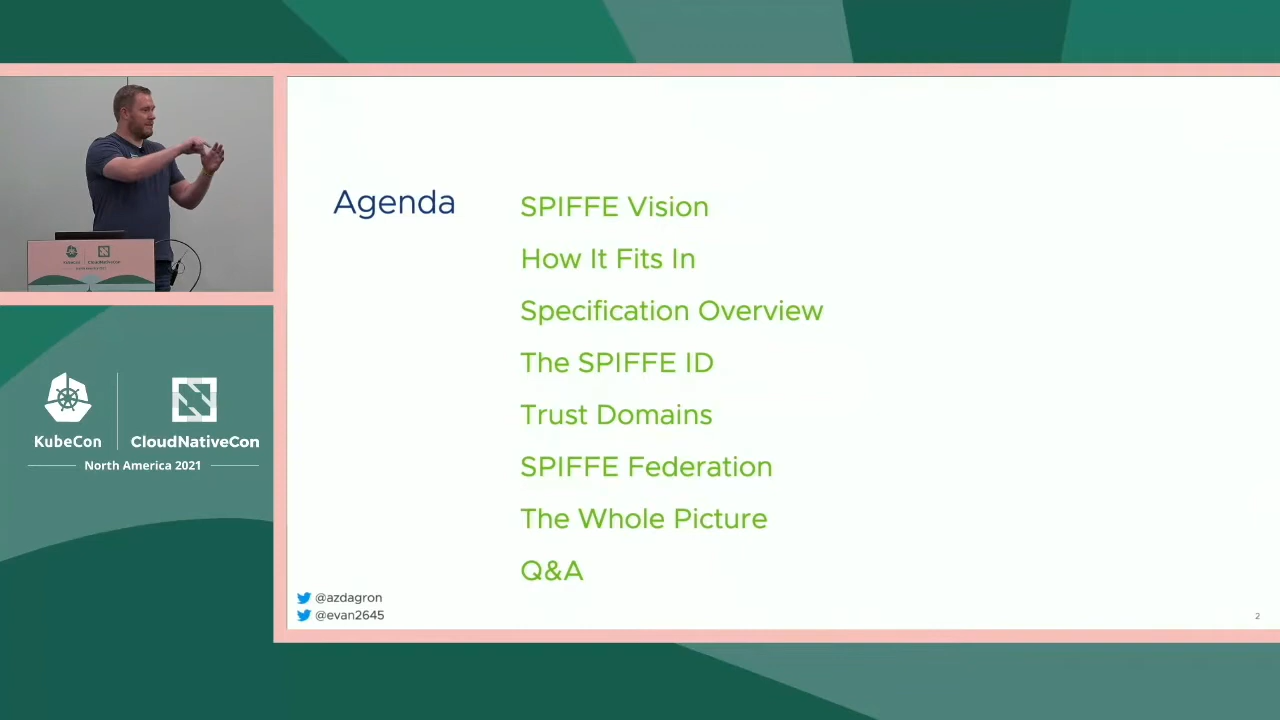 Agenda
SPIFFE Vision
How It Fits In
Specification Overview
The SPIFFE ID
Trust Domains
SPIFFE Federation
The Whole Picture
Q&A
@azdagron
@evan2645
2
KubeCon
CloudNativeCon
North America 2021